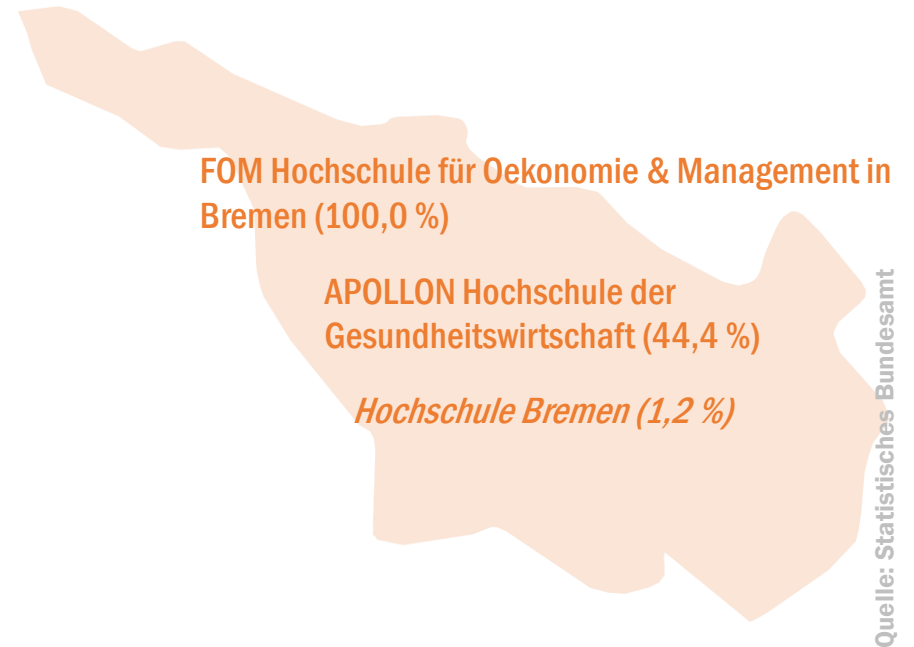 FOM Hochschule für Oekonomie & Management in
Bremen (100,0 %)
APOLLON Hochschule der
Gesundheitswirtschaft (44,4 %)
Hochschule Bremen (1,2 %)
Quelle: Statistisches Bundesamt